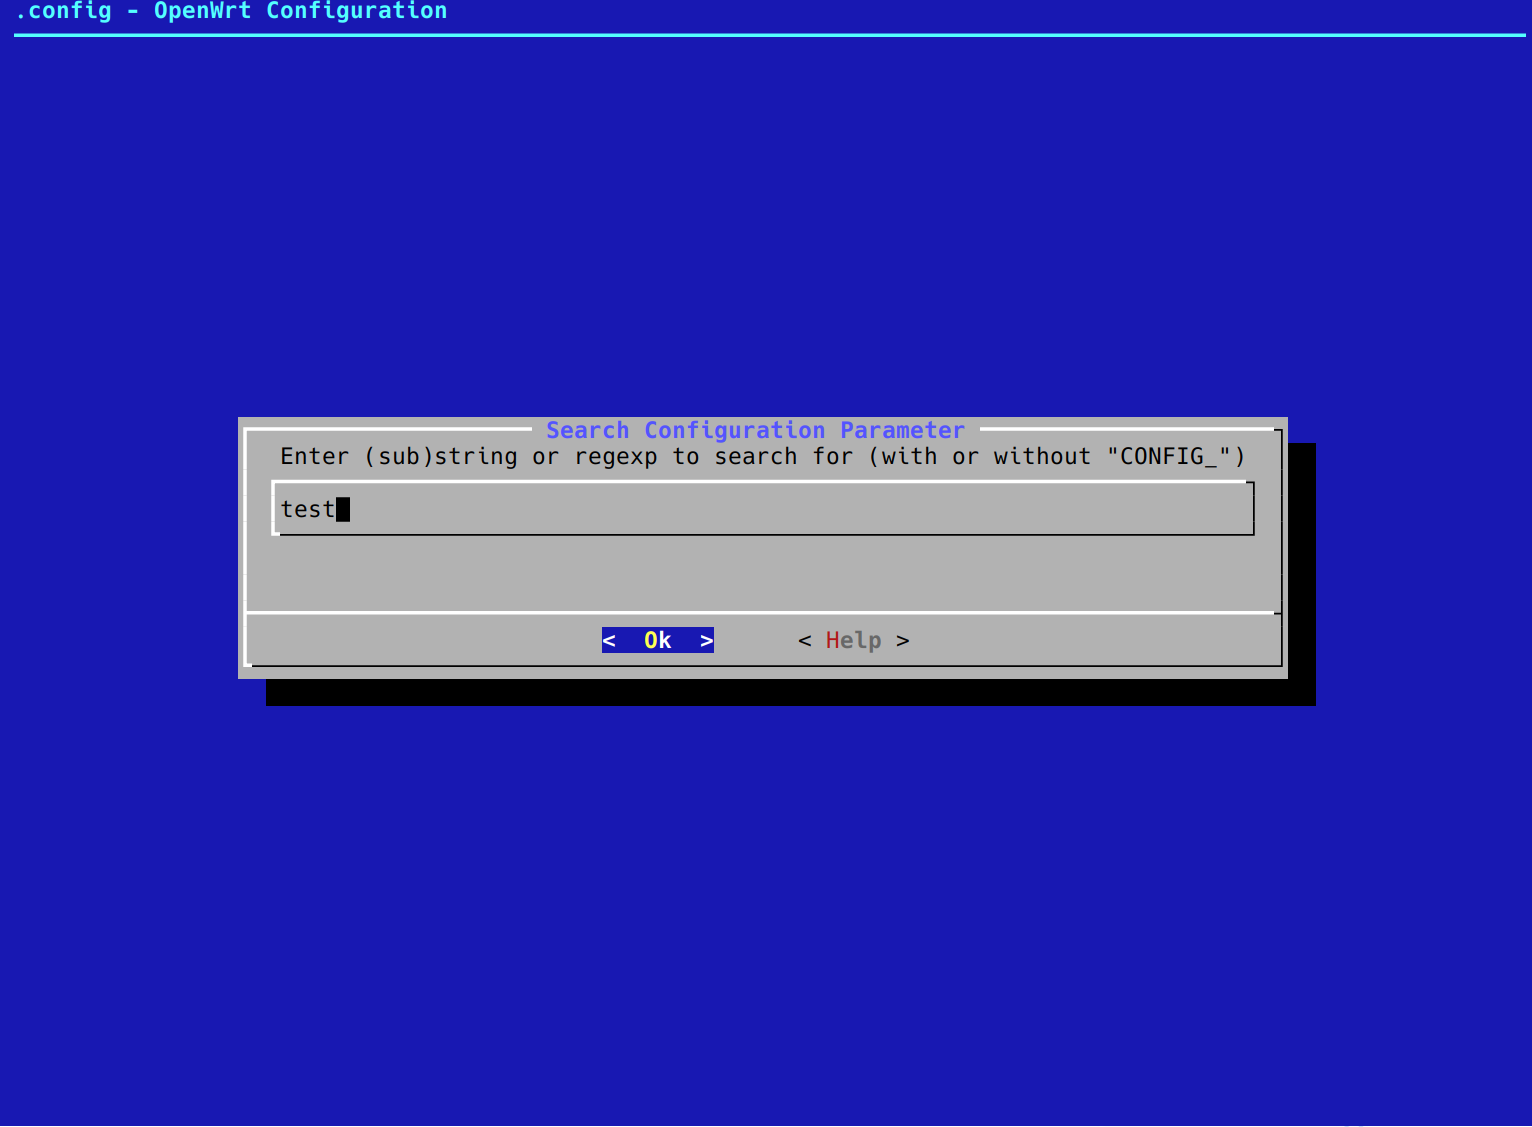 .config - OpenWrt Configuration
Search Configuration Parameter
Enter (sub)string or regexp to search for (with or without "CONFIG_")
test
<  Ok  > < Help >